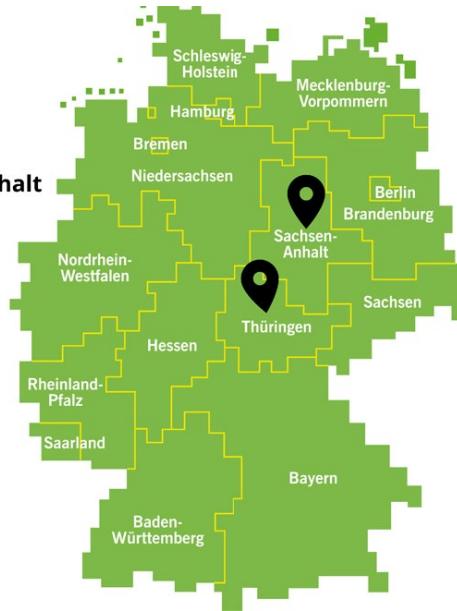 Schleswig-
Holstein
Mecklenburg-
Vorpommern
Hamburg
Bremen
Niedersachsen
halt
Berlin
Brandenburg
Sachsen-
Anhalt
Nordrhein-
Westfalen
Sachsen
Thüringen
Hessen
Rheinland-
Pfalz
Saarland
Bayern
Baden-
Württemberg